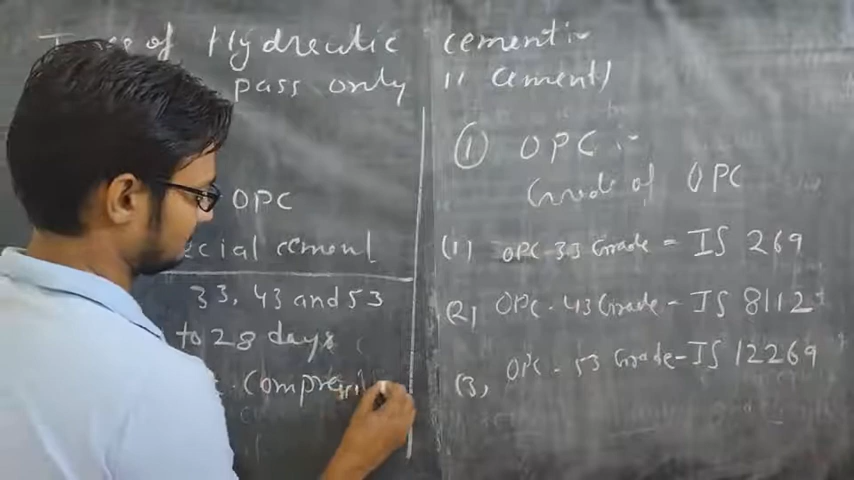 of Hydraulic cement:-
pass only 11 cement)
OPC
ecial cement
33, 43 and 53
to 28 days
Compressi
(1) OPC :-
Grade of OPC
(1) OPC-33 Grade = IS 269
(2) OPC-43 Grade - IS 8112
(3) OPC-53 Grade - IS 12269